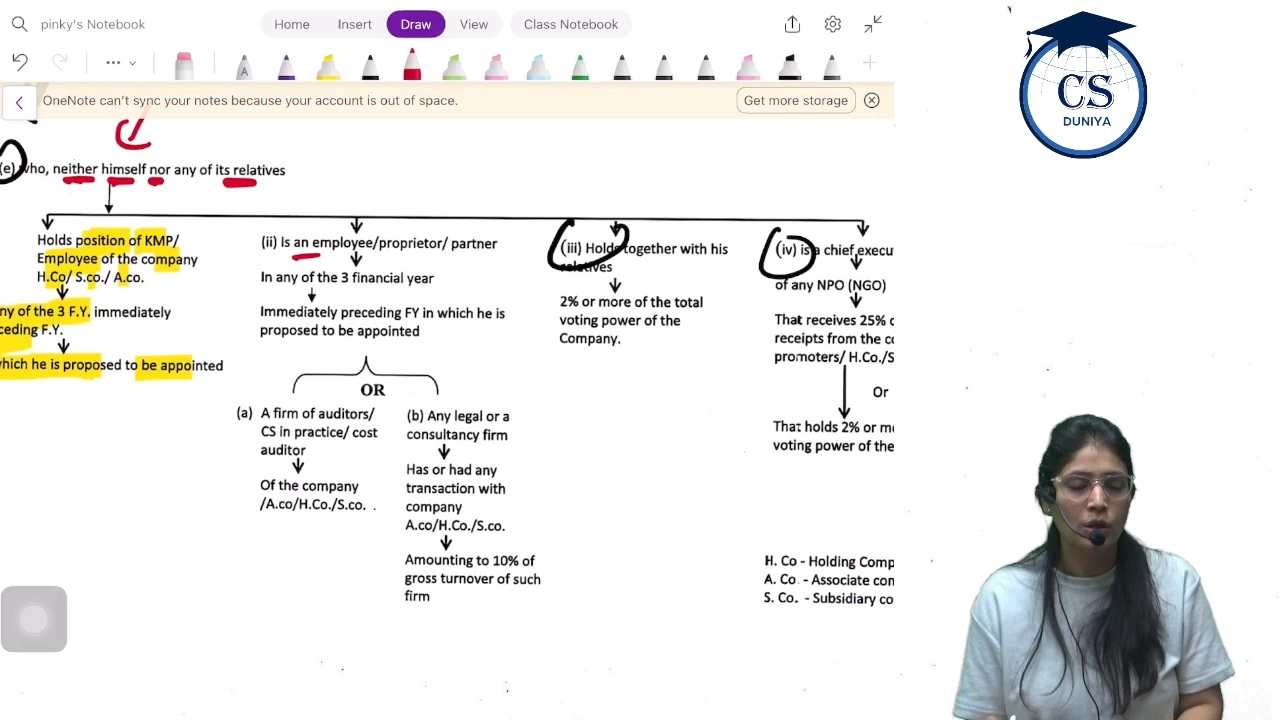 pinky's Notebook
Home Insert Draw View Class Notebook
OneNote can't sync your notes because your account is out of space.
Get more storage
CS
DUNIYA
(e) who, neither himself nor any of its relatives
Holds position of KMP/
Employee of the company
H.Co/ S.co./ A.co.
ny of the 3 F.Y. immediately
ceding F.Y.
which he is proposed to be appointed
(ii) Is an employee/proprietor/ partner
In any of the 3 financial year
Immediately preceding FY in which he is
proposed to be appointed
OR
(a) A firm of auditors/
CS in practice/ cost
auditor
Of the company
/A.co/H.Co./S.co. .
(b) Any legal or a
consultancy firm
Has or had any
transaction with
company
A.co/H.Co./S.co.
Amounting to 10% of
gross turnover of such
firm
(iii) Holds together with his
relatives
2% or more of the total
voting power of the
Company.
(iv) is a chief execu
of any NPO (NGO)
That receives 25% o
receipts from the co
promoters/ H.Co./S
Or
That holds 2% or mo
voting power of the
H. Co - Holding Comp
A. Co. - Associate con
S. Co. - Subsidiary co